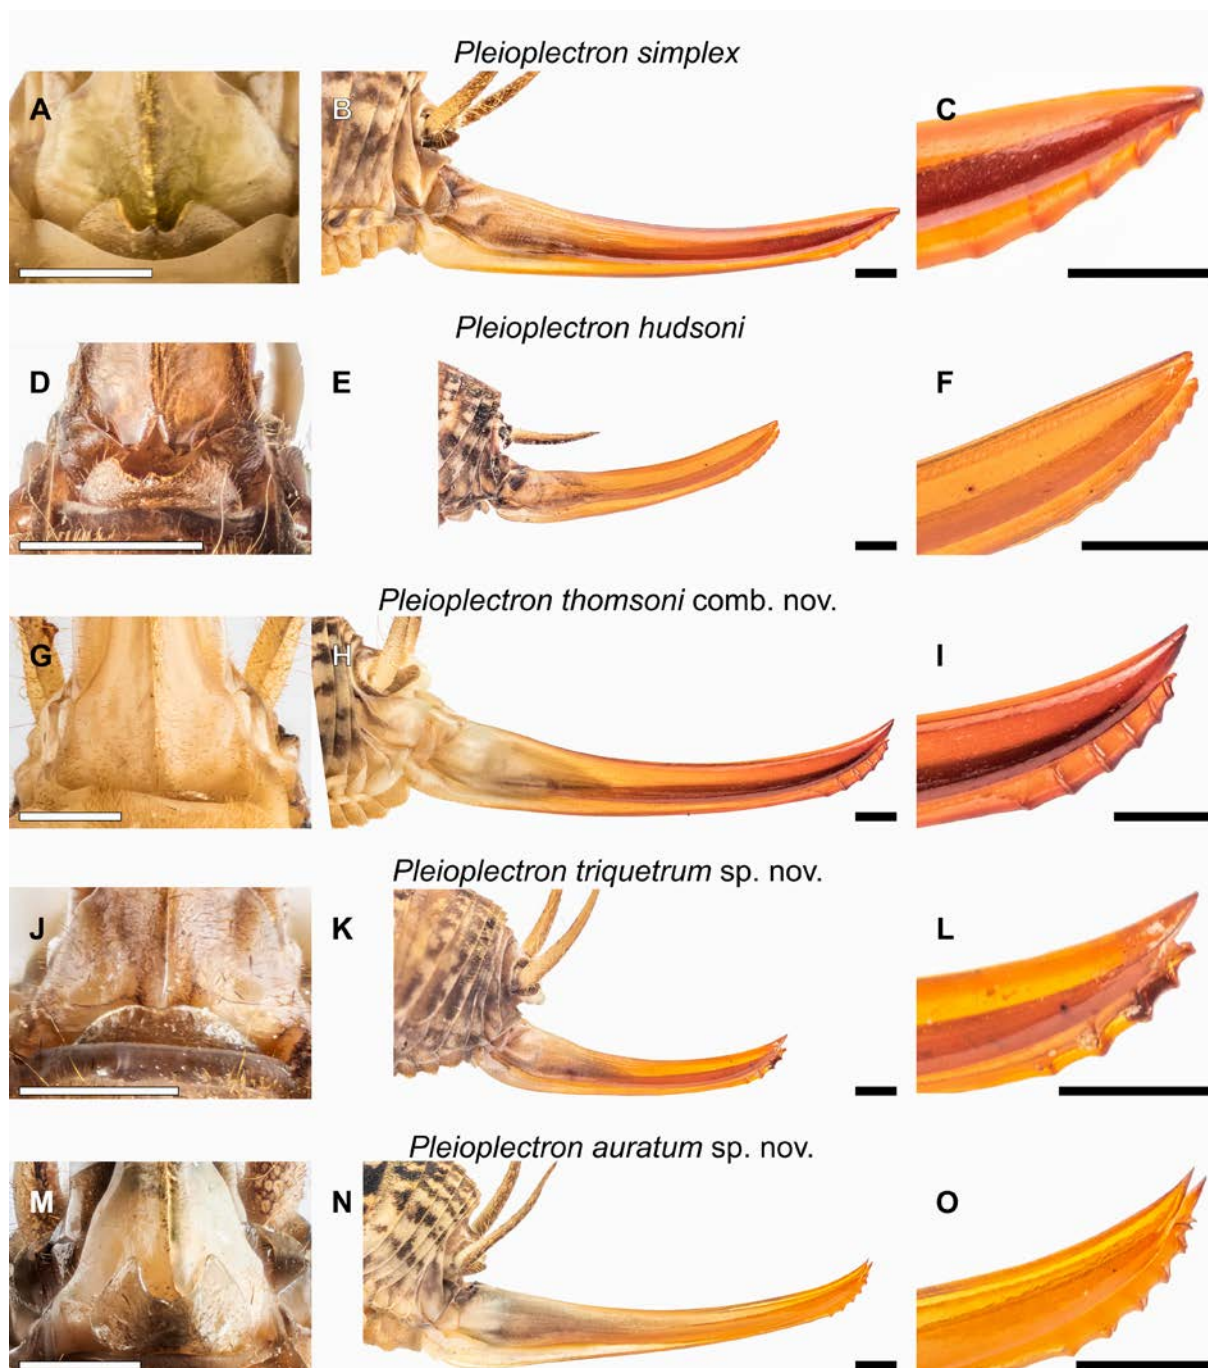 Pleioplectron simplex
A
B
C
Pleioplectron hudsoni
D
E
F
Pleioplectron thomsoni comb. nov.
G
H
I
Pleioplectron triquetrum sp. nov.
J
K
L
Pleioplectron auratum sp. nov.
M
N
O